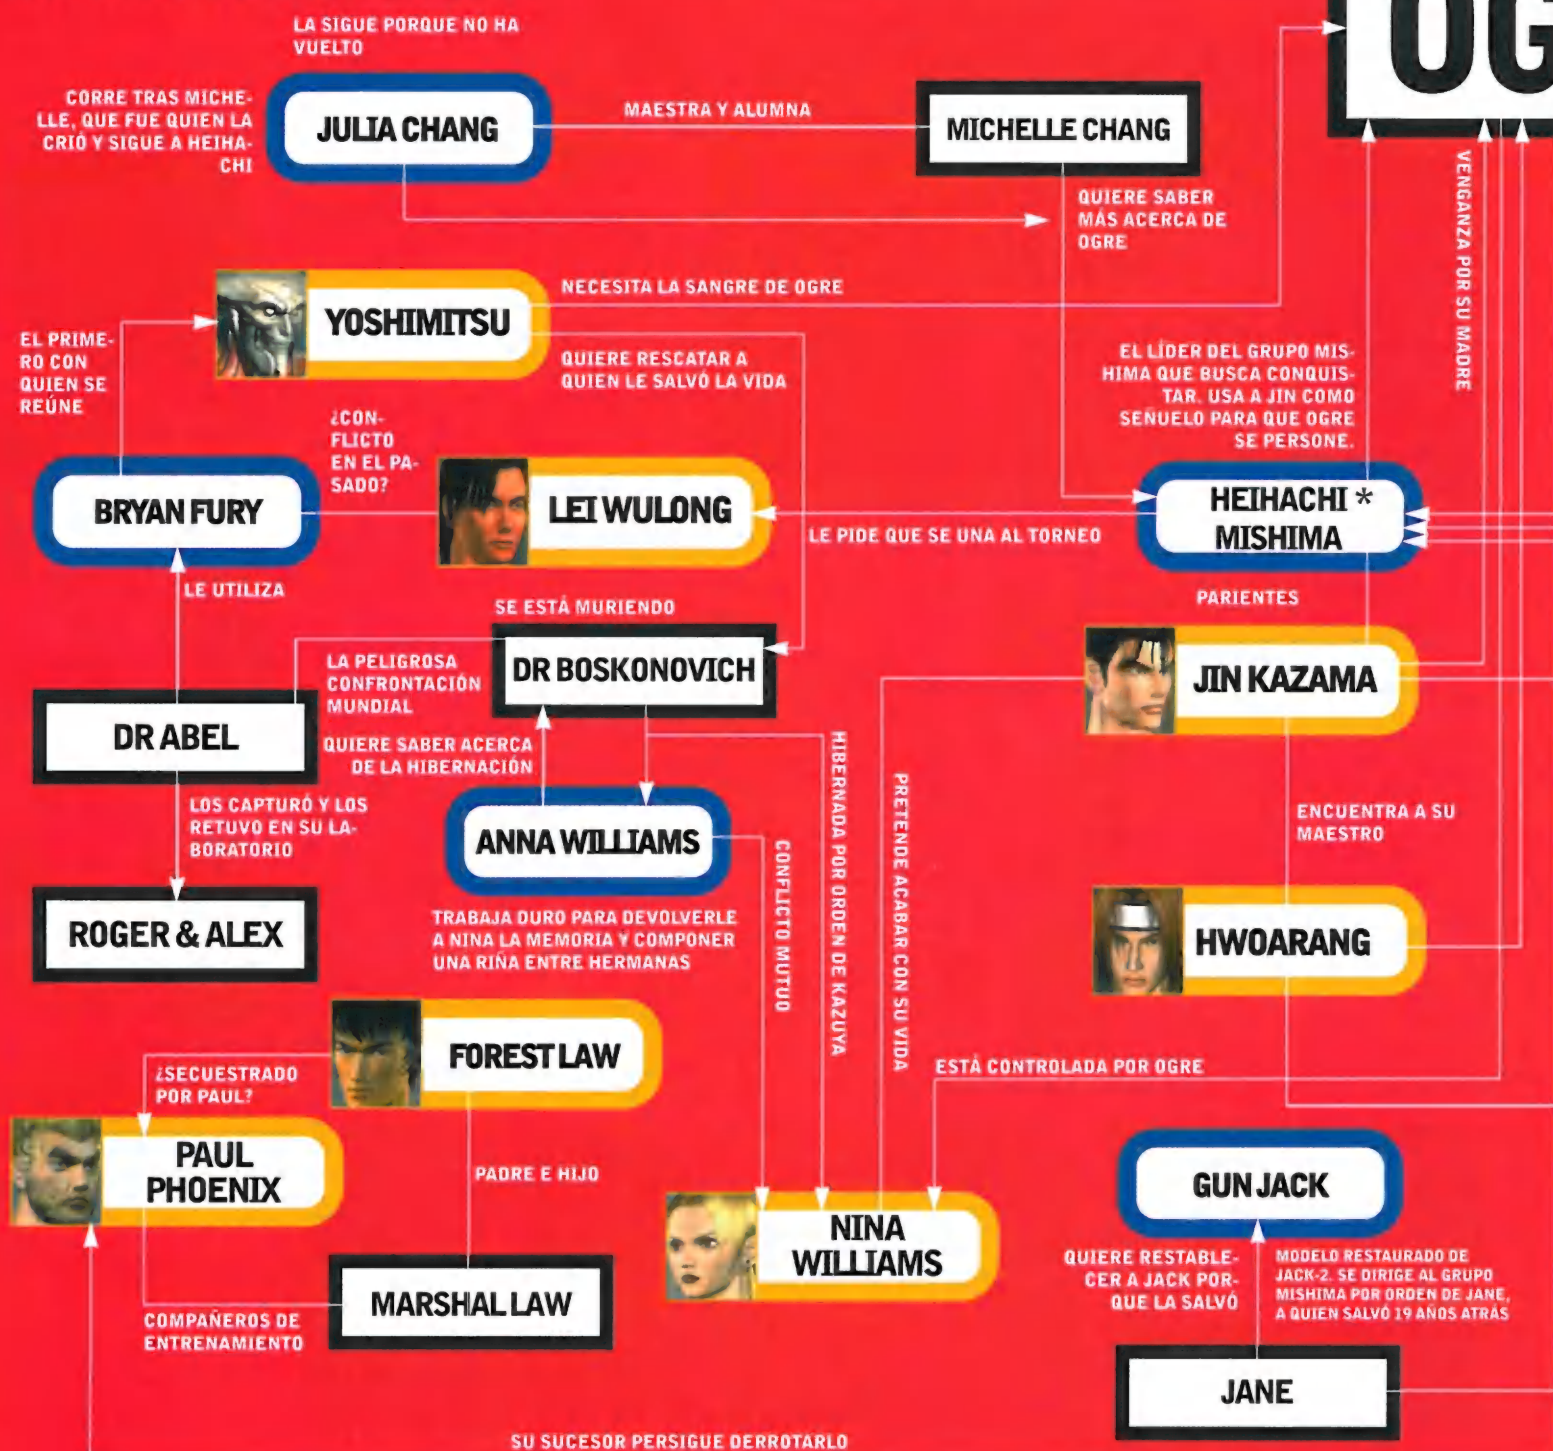 LA SIGUE PORQUE NO HA
VUELTO
OG
CORRE TRAS MICHE-
LLE, QUE FUE QUIEN LA
CRIÓ Y SIGUE A HEIHA-
CHI
JULIA CHANG
MAESTRA Y ALUMNA
MICHELLE CHANG
QUIERE SABER
MÁS ACERCA DE
OGRE
VENGANZA POR SU MADRE
YOSHIMITSU
NECESITA LA SANGRE DE OGRE
QUIERE RESCATAR A
QUIEN LE SALVÓ LA VIDA
EL PRIME-
RO CON
QUIEN SE
REÚNE
EL LÍDER DEL GRUPO MIS-
HIMA QUE BUSCA CONQUIS-
TAR. USA A JIN COMO
SEÑUELO PARA QUE OGRE
SE PERSONE.
¿CON-
FLICTO
EN EL PA-
SADO?
BRYAN FURY
LEI WULONG
LE PIDE QUE SE UNA AL TORNEO
HEIHACHI *
MISHIMA
LE UTILIZA
SE ESTÁ MURIENDO
PARIENTES
DR BOSKONOVICH
LA PELIGROSA
CONFRONTACIÓN
MUNDIAL
JIN KAZAMA
DR ABEL
QUIERE SABER ACERCA
DE LA HIBERNACIÓN
HIBERNADA POR ORDEN DE KAZUYA
PRETENDE ACABAR CON SU VIDA
LOS CAPTURÓ Y LOS
RETUVO EN SU LA-
BORATORIO
ANNA WILLIAMS
CONFLICTO MUTUO
ENCUENTRA A SU
MAESTRO
ROGER & ALEX
TRABAJA DURO PARA DEVOLVERLE
A NINA LA MEMORIA Y COMPONER
UNA RIÑA ENTRE HERMANAS
HWOARANG
FOREST LAW
¿SECUESTRADO
POR PAUL?
ESTÁ CONTROLADA POR OGRE
PAUL
PHOENIX
PADRE E HIJO
NINA
WILLIAMS
GUN JACK
QUIERE RESTABLE-
CER A JACK POR-
QUE LA SALVÓ
MODELO RESTAURADO DE
JACK-2. SE DIRIGE AL GRUPO
MISHIMA POR ORDEN DE JANE,
A QUIEN SALVÓ 19 AÑOS ATRÁS
MARSHAL LAW
COMPAÑEROS DE
ENTRENAMIENTO
JANE
SU SUCESOR PERSIGUE DERROTARLO